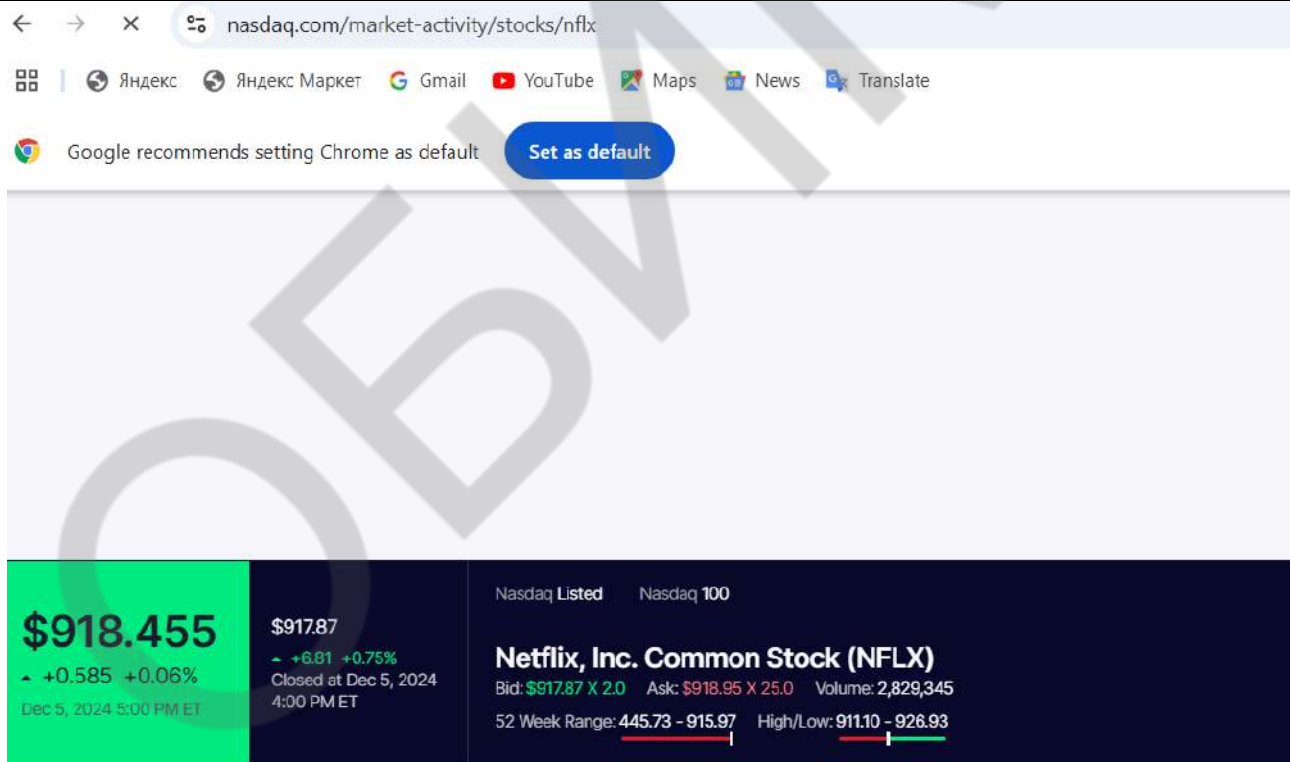 nasdaq.com/market-activity/stocks/nflx
Яндекс Яндекс Маркет Gmail YouTube Maps News Translate
Google recommends setting Chrome as default Set as default
ОБИ
$918.455
+0.585 +0.06%
Dec 5, 2024 5:00 PM ET
$917.87
+6.81 +0.75%
Closed at Dec 5, 2024
4:00 PM ET
Nasdaq Listed Nasdaq 100
Netflix, Inc. Common Stock (NFLX)
Bid: $917.87 X 2.0 Ask: $918.95 X 25.0 Volume: 2,829,345
52 Week Range: 445.73 - 915.97 High/Low: 911.10 - 926.93